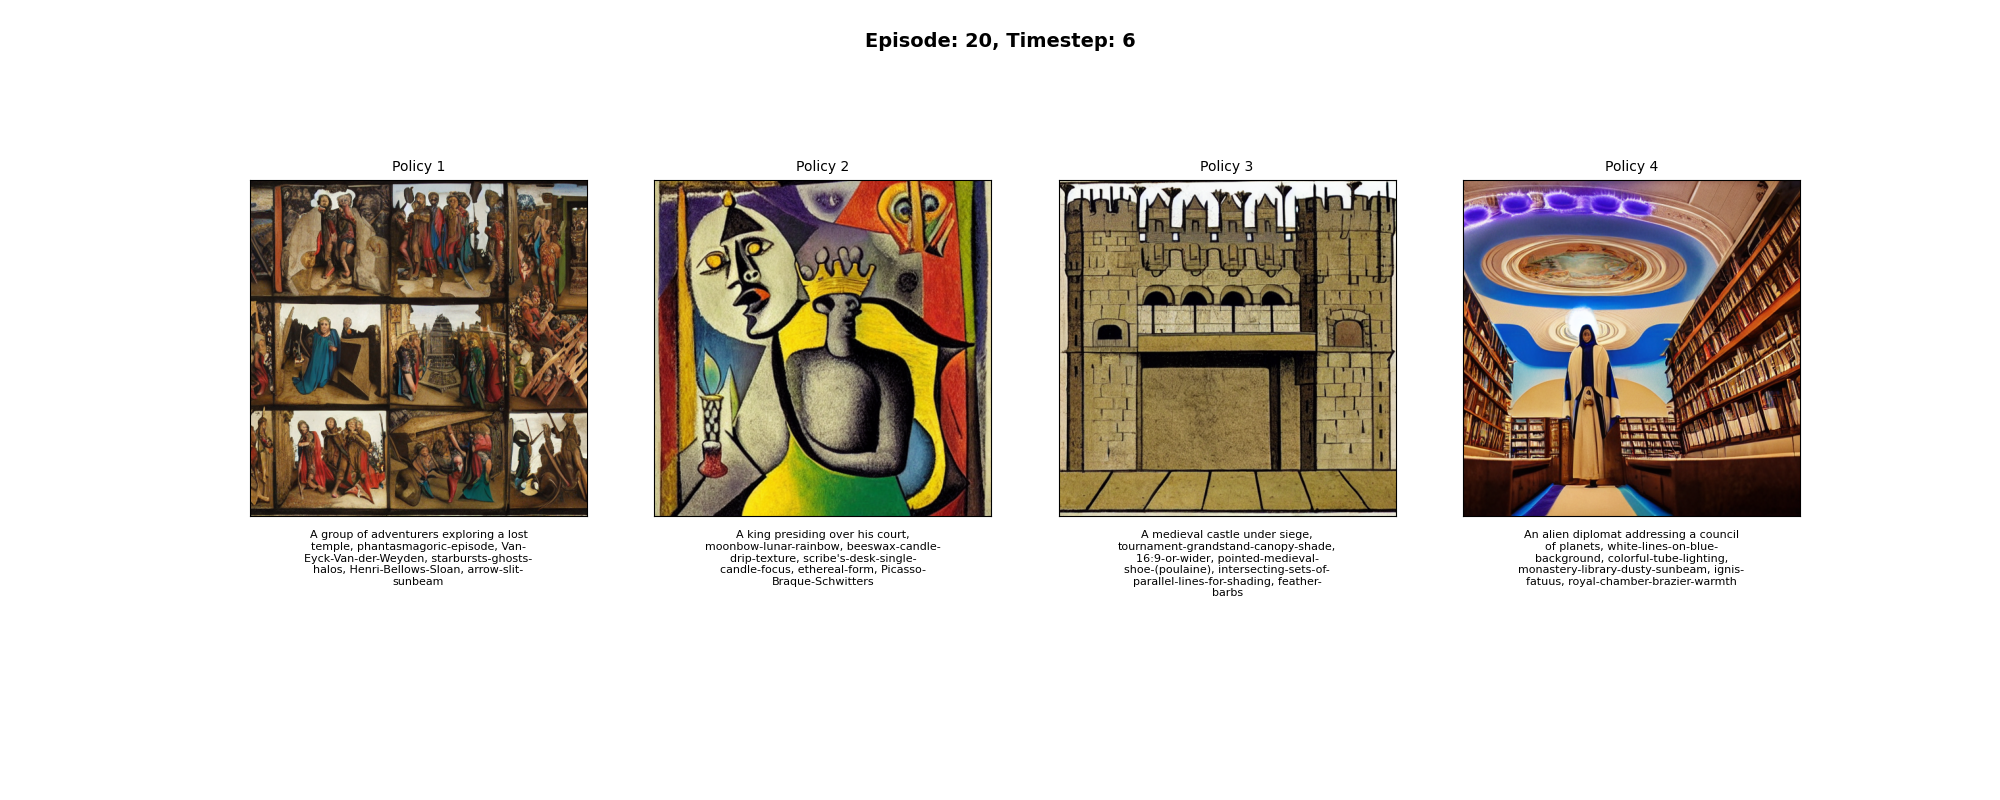 Episode: 20, Timestep: 6
Policy 1
Policy 2
Policy 3
Policy 4
A group of adventurers exploring a lost
temple, phantasmagoric-episode, Van-
Eyck-Van-der-Weyden, starbursts-ghosts-
halos, Henri-Bellows-Sloan, arrow-slit-
sunbeam
A king presiding over his court,
moonbow-lunar-rainbow, beeswax-candle-
drip-texture, scribe's-desk-single-
candle-focus, ethereal-form, Picasso-
Braque-Schwitters
A medieval castle under siege,
tournament-grandstand-canopy-shade,
16:9-or-wider, pointed-medieval-
shoe-(poulaine), intersecting-sets-of-
parallel-lines-for-shading, feather-
barbs
An alien diplomat addressing a council
of planets, white-lines-on-blue-
background, colorful-tube-lighting,
monastery-library-dusty-sunbeam, ignis-
fatuus, royal-chamber-brazier-warmth